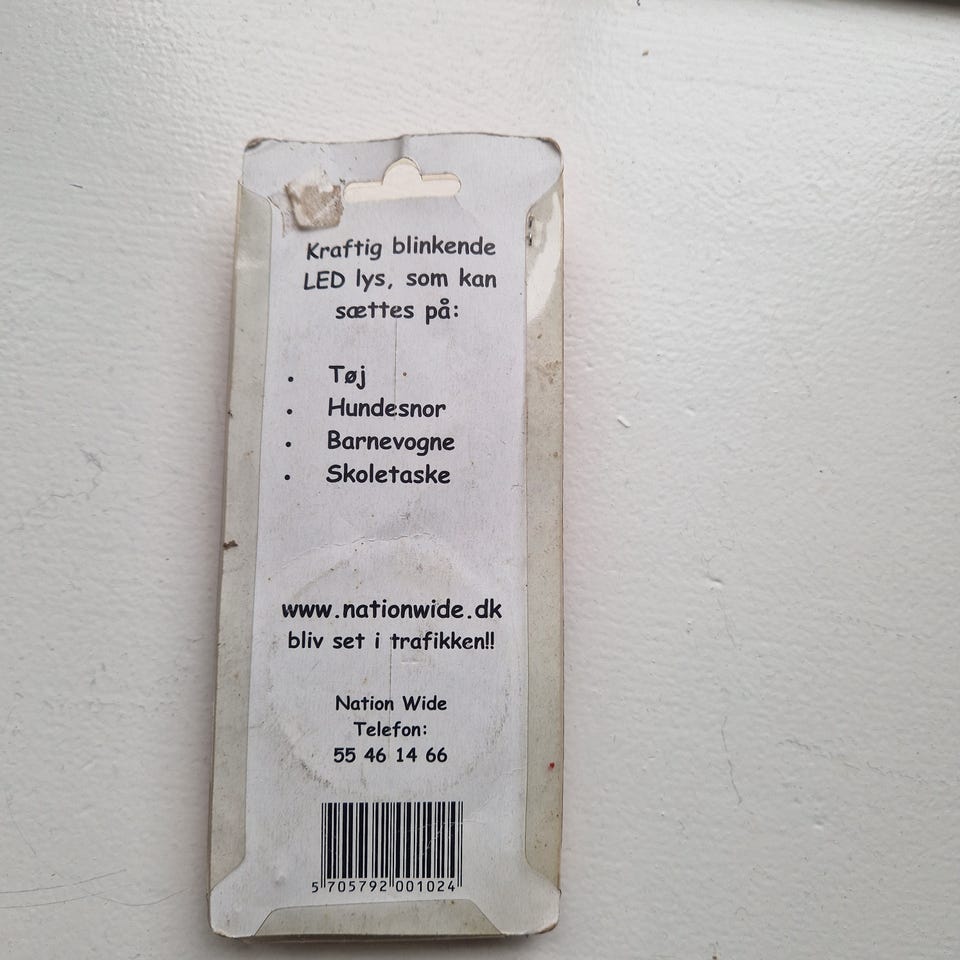 Kraftig blinkende
LED lys, som kan
sættes på:
• Tøj
• Hundesnor
• Barnevogne
• Skoletaske
www.nationwide.dk
bliv set i trafikken!!
Nation Wide
Telefon:
55 46 14 66
5 705792 001024